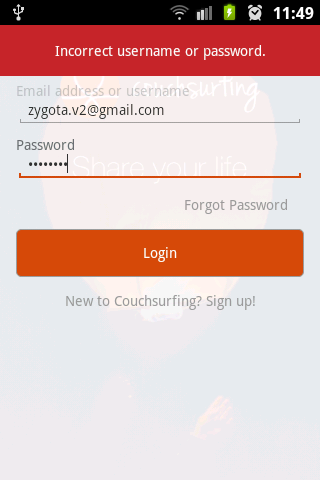 11:49
Incorrect username or password.
couchsurfing
Email address or username
zygota.v2@gmail.com
Password
••••••••
Share your life
Forgot Password
Login
New to Couchsurfing? Sign up!